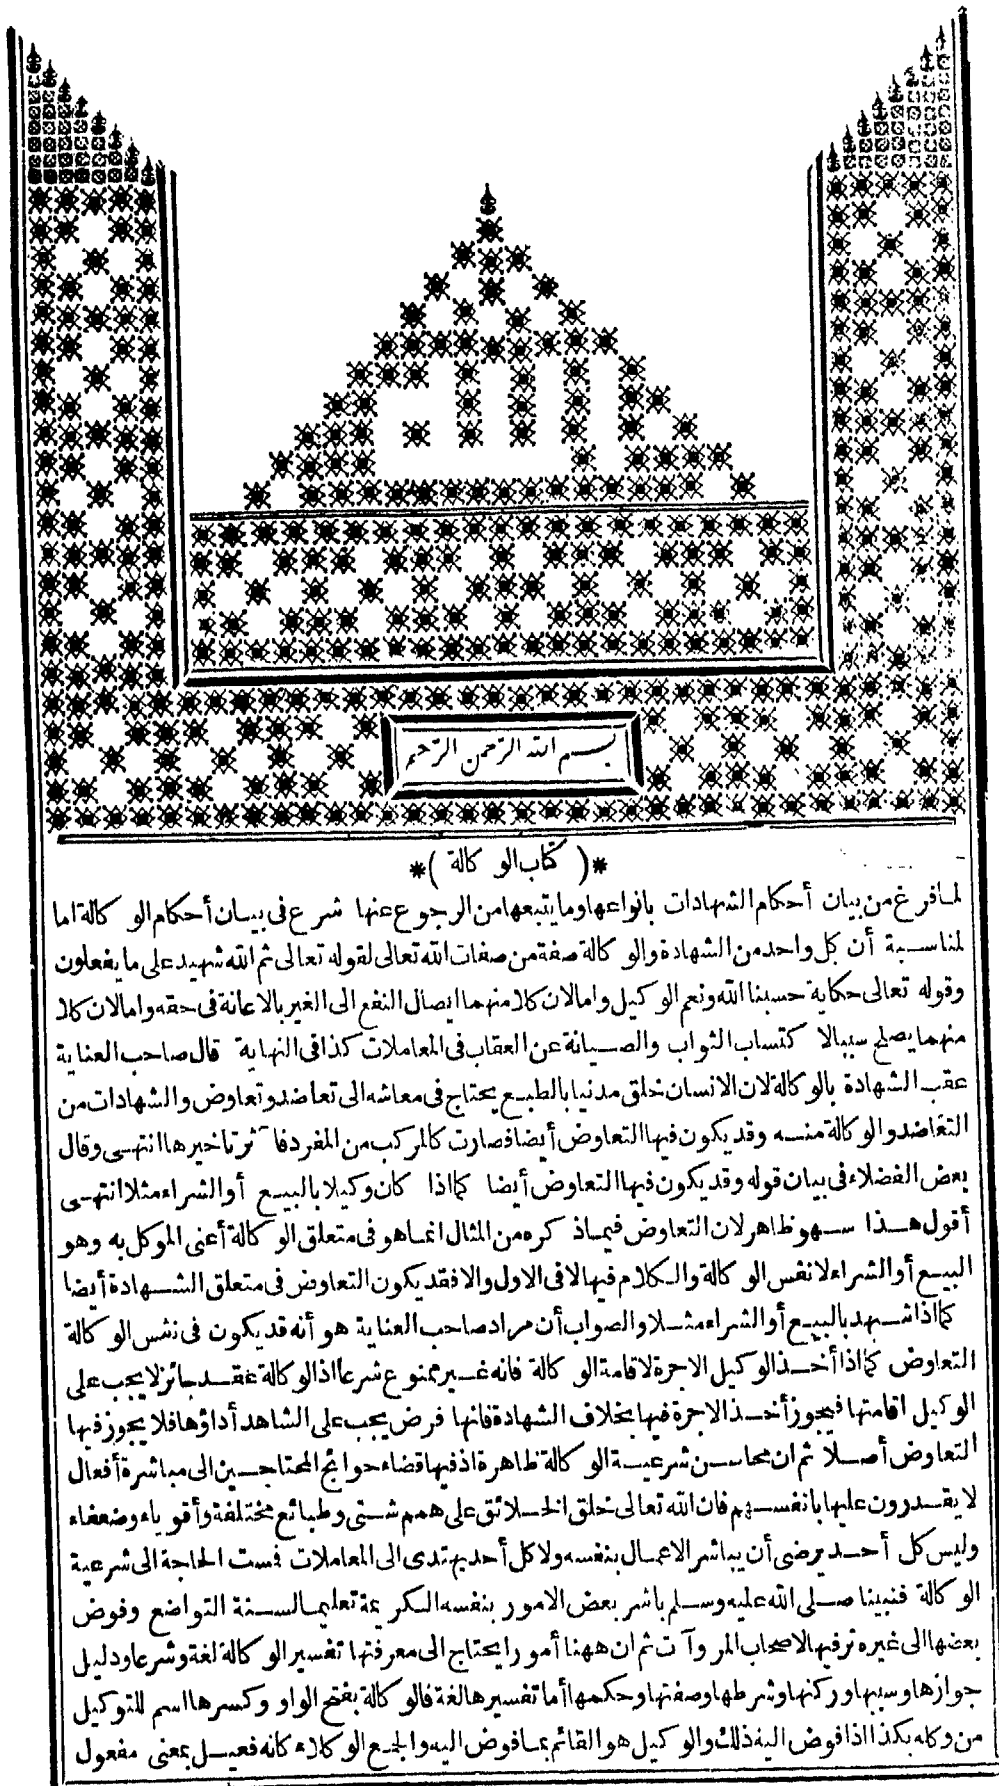 بسم الله الرحمن الرحيم
*( كتاب الوكالة )*
لما فرغ من بيان أحكام الشهادات بانواعها وما يتبعها من الرجوع عنها شرع فى بيان أحكام الوكالة اما
لمناسبة أن كل واحد من الشهادة والوكالة صفة من صفات الله تعالى لقوله تعالى ثم الله شهيد على ما يفعلون
وقوله تعالى حكاية حسبنا الله ونعم الوكيل واما لان كلا منهما ايصال النفع الى الغير بالاعانة فى حقه واما لان كلا
منهما يصلح سببا لاكتساب الثواب والصيانة عن العقاب فى المعاملات كذا فى النهاية قال صاحب العناية
عقب الشهادة بالوكالة لان الانسان خلق مدنيا بالطبع يحتاج فى معاشه الى تعاضد وتعاوض والشهادات من
التعاضد والوكالة منه وقد يكون فيها التعاوض أيضا فصارت كالمركب من المفرد فآثر تاخيرها انتهى وقال
بعض الفضلاء فى بيان قوله وقد يكون فيها التعاوض أيضا كما اذا كان وكيلا بالبيع أو الشراء مثلا انتهى
أقول هذا سهو ظاهر لان التعاوض فيما ذكره من المثال انما هو فى متعلق الوكالة أعنى الموكل به وهو
البيع أو الشراء لا نفس الوكالة والكلام فيها لا فى الاول والا فقد يكون التعاوض فى متعلق الشهادة أيضا
كما اذا شهد بالبيع أو الشراء مثلا والصواب أن مراد صاحب العناية هو أنه قد يكون فى نفس الوكالة
التعاوض كما اذا أخذ الوكيل الاجرة لاقامة الوكالة فانه غير ممنوع شرعا اذ الوكالة عقد جائز لا يجب على
الوكيل اقامتها فيجوز أخذ الاجرة فيها بخلاف الشهادة فانها فرض يجب على الشاهد أداؤها فلا يجوز فيها
التعاوض أصلا ثم ان محاسن شرعية الوكالة ظاهرة اذ فيها قضاء حوائج المحتاجين الى مباشرة أفعال
لا يقدرون عليها بانفسهم فان الله تعالى خلق الخلائق على همم شتى وطبائع مختلفة وأقوياء وضعفاء
وليس كل أحد يرضى أن يباشر الاعمال بنفسه ولا كل أحد يهتدى الى المعاملات فمست الحاجة الى شرعية
الوكالة فنبينا صلى الله عليه وسلم باشر بعض الامور بنفسه الكريمة تعليما لسنة التواضع وفوض
بعضها الى غيره ترفيها لاصحاب المروآت ثم ان ههنا أمورا يحتاج الى معرفتها تفسير الوكالة لغة وشرعا ودليل
جوازها وسببها وركنها وشرطها وصفتها وحكمها أما تفسيرها لغة فالوكالة بفتح الواو وكسرها اسم للتوكيل
من وكله بكذا اذا فوض اليه ذلك والوكيل هو القائم بما فوض اليه والجمع الوكلاء كانه فعيل بمعنى مفعول